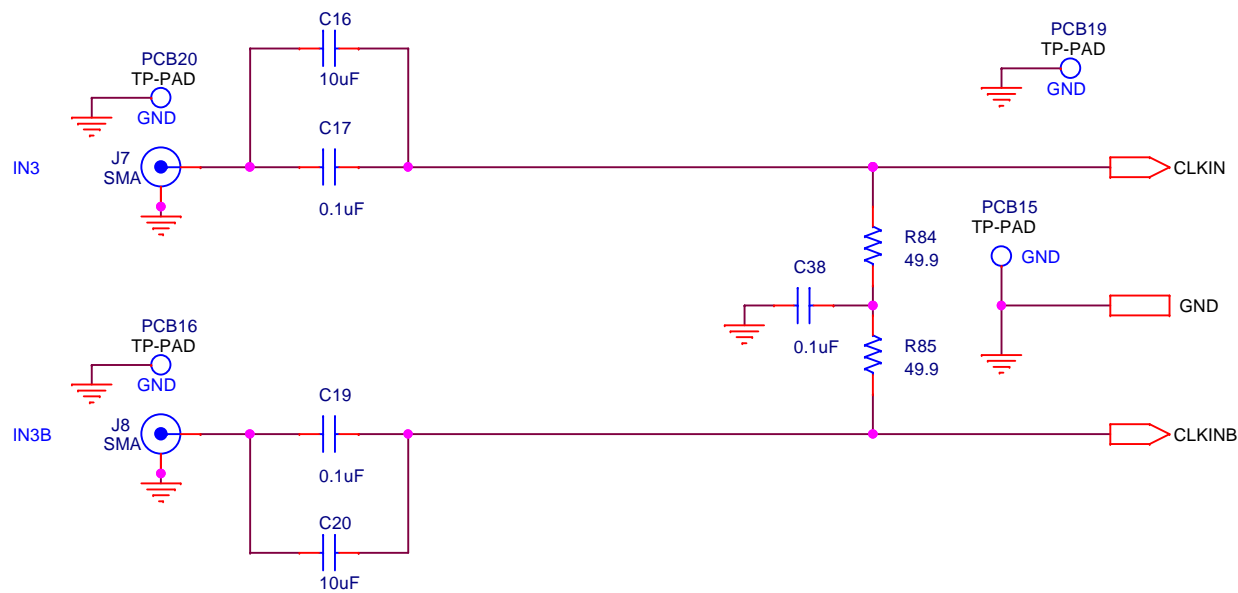 C16
10uF
PCB20
TP-PAD
GND
PCB19
TP-PAD
GND
C17
0.1uF
IN3
J7
SMA
CLKIN
R84
49.9
PCB15
TP-PAD
GND
C38
0.1uF
GND
R85
49.9
PCB16
TP-PAD
GND
C19
0.1uF
IN3B
J8
SMA
CLKINB
C20
10uF